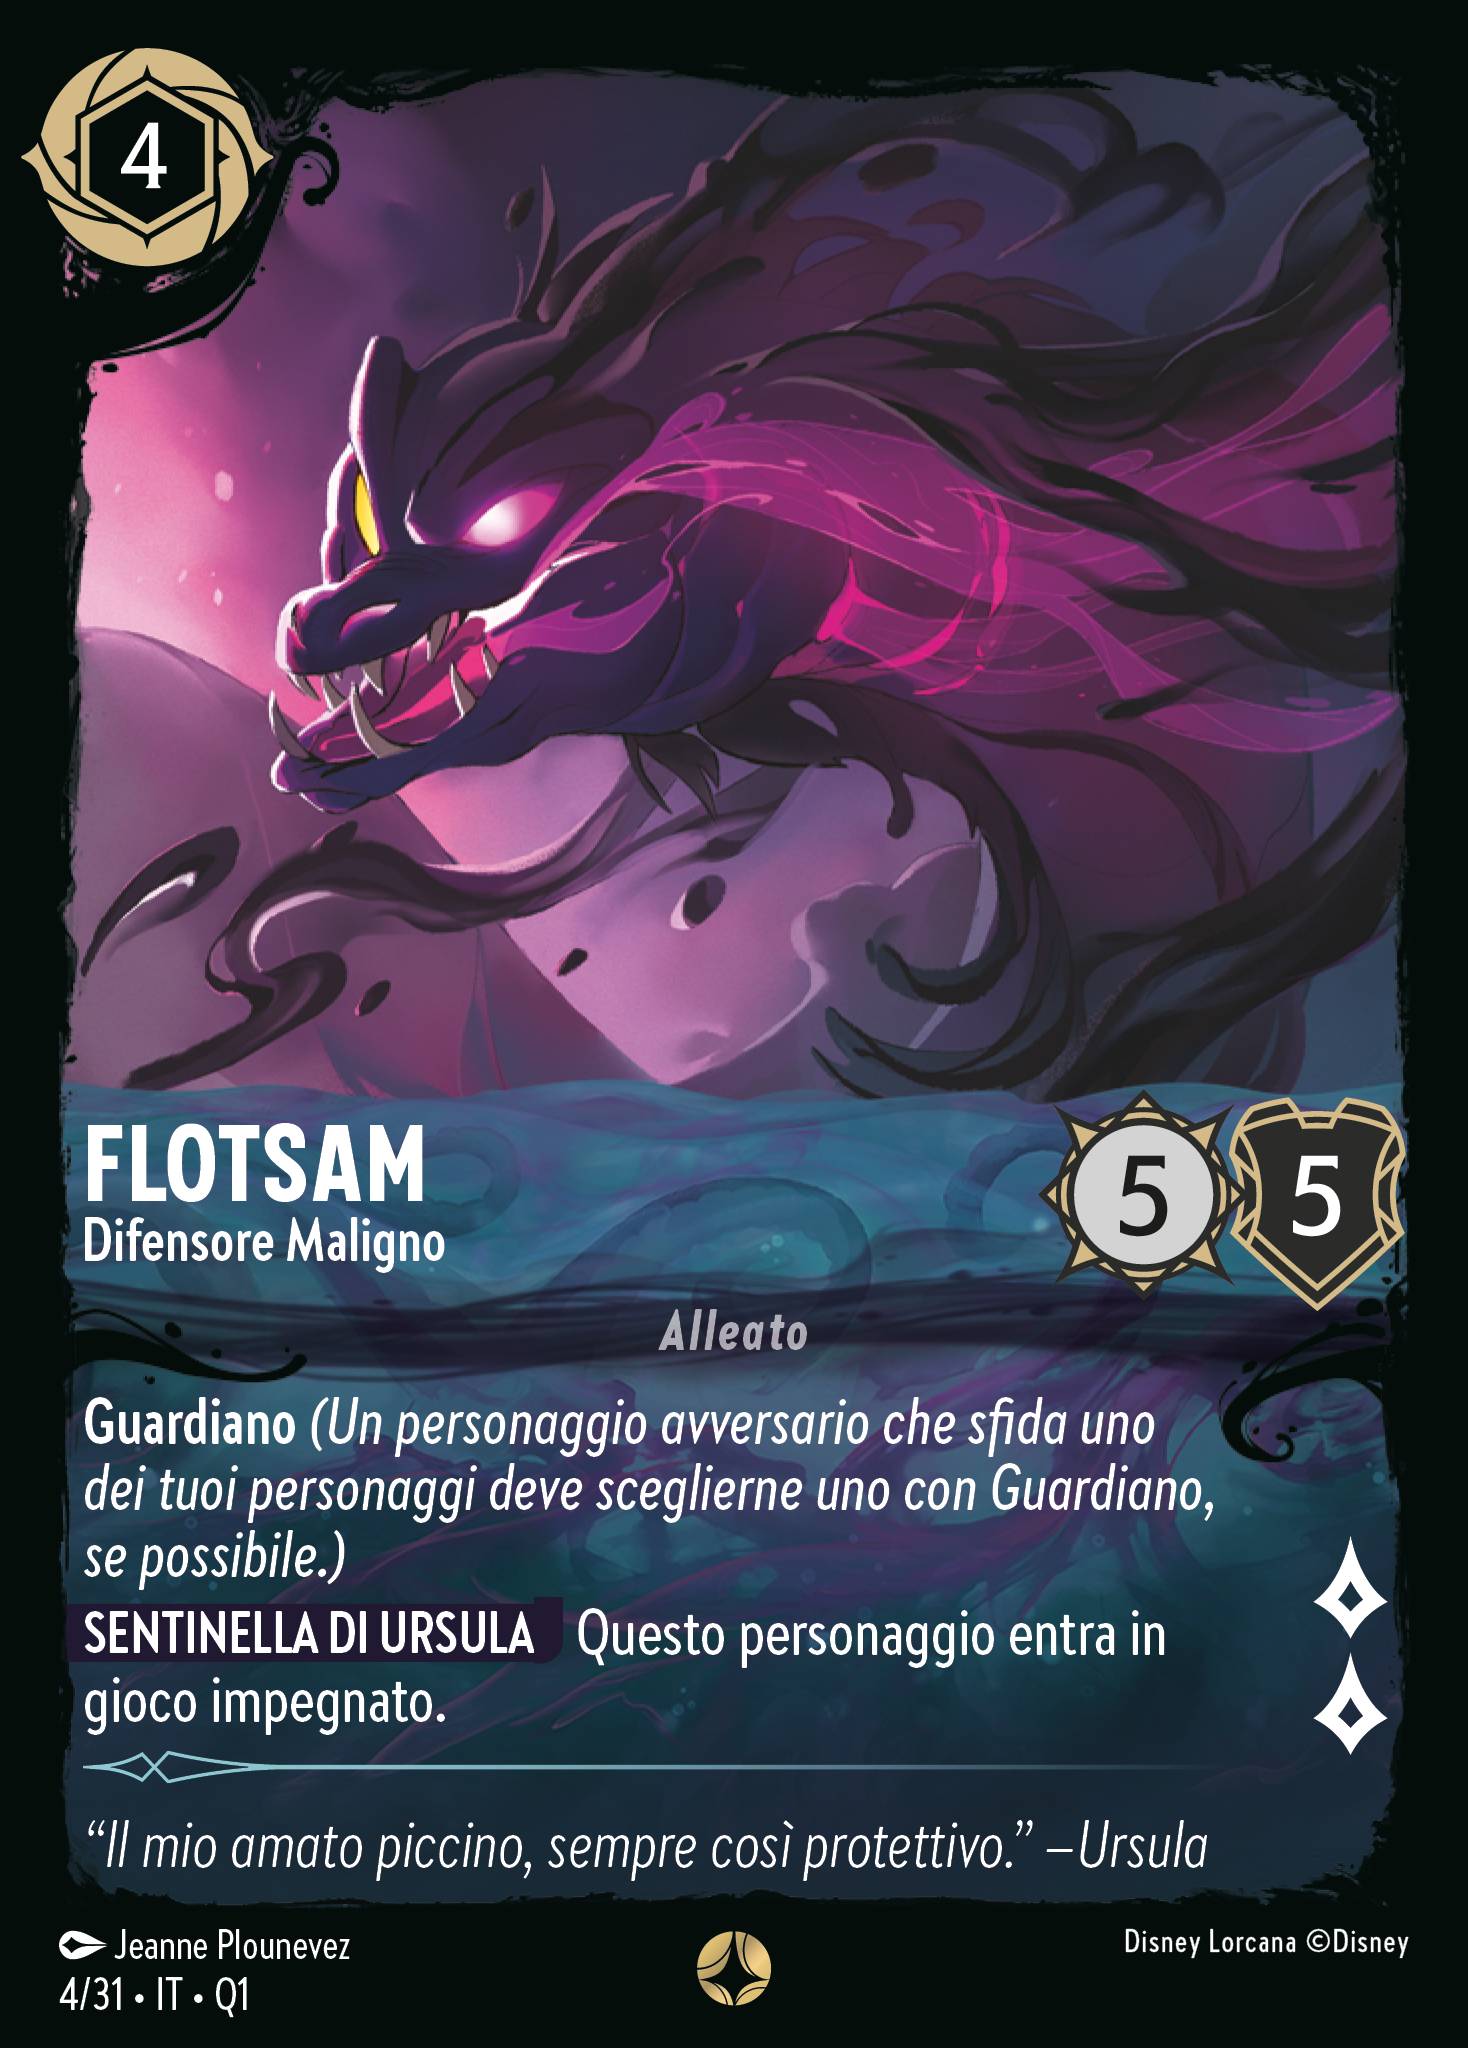 4
FLOTSAM
Difensore Maligno
5 5
Alleato
Guardiano (Un personaggio avversario che sfida uno
dei tuoi personaggi deve sceglierne uno con Guardiano,
se possibile.)
SENTINELLA DI URSULA Questo personaggio entra in
gioco impegnato.
“Il mio amato piccino, sempre così protettivo.” –Ursula
Jeanne Plounevez
Disney Lorcana ©Disney
4/31 • IT • Q1